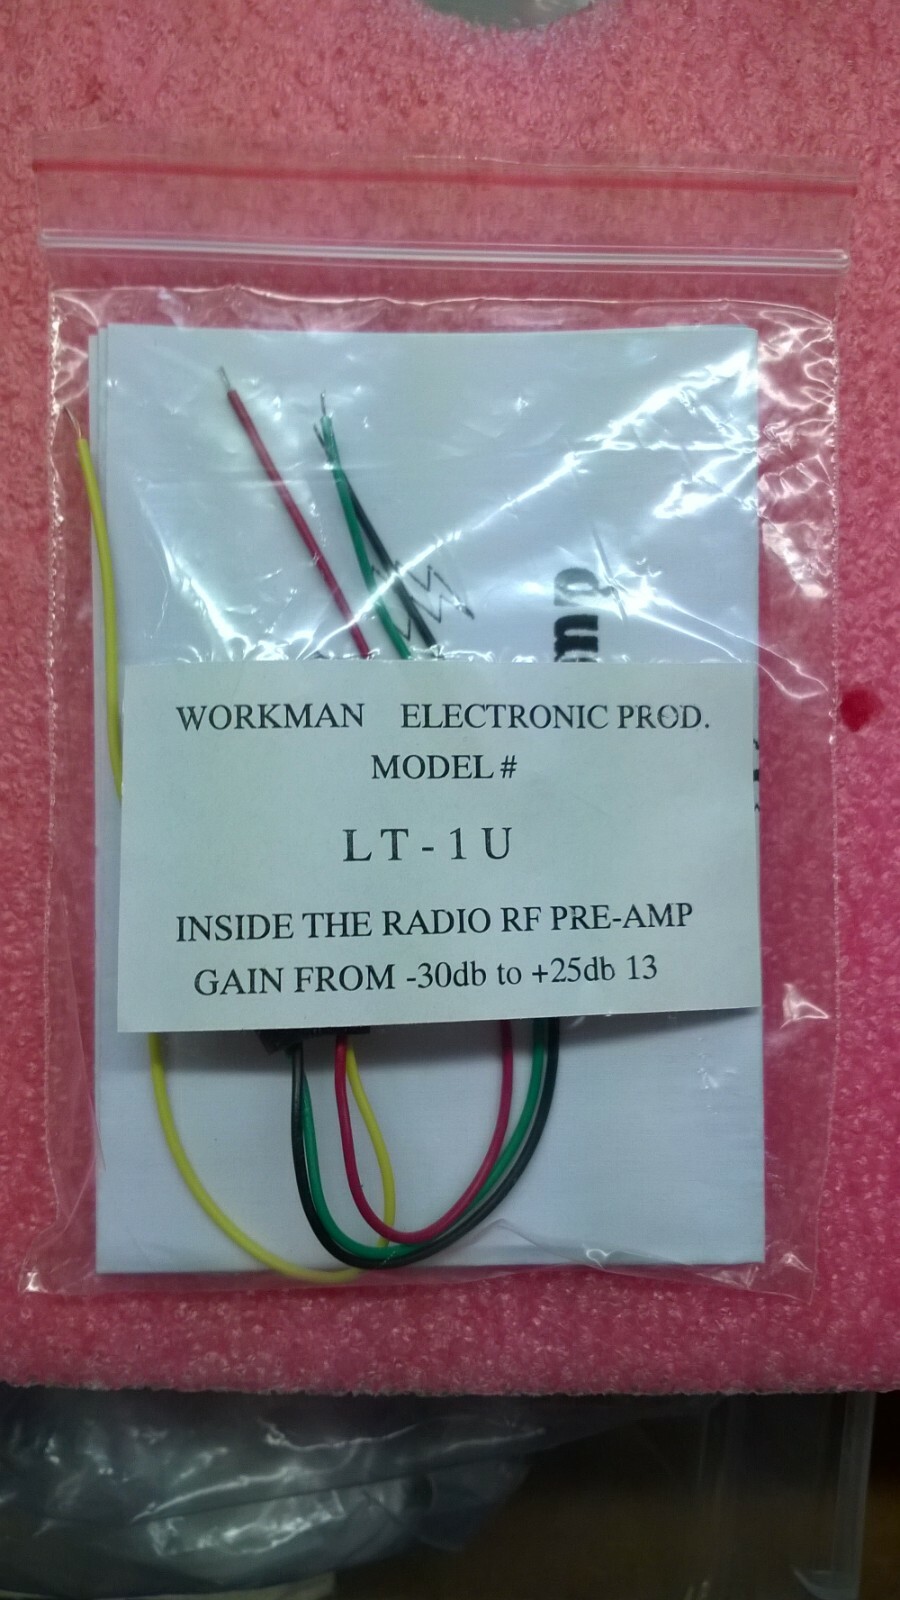 WORKMAN ELECTRONIC PROD.
MODEL #
LT-1U
INSIDE THE RADIO RF PRE-AMP
GAIN FROM -30db to +25db 13